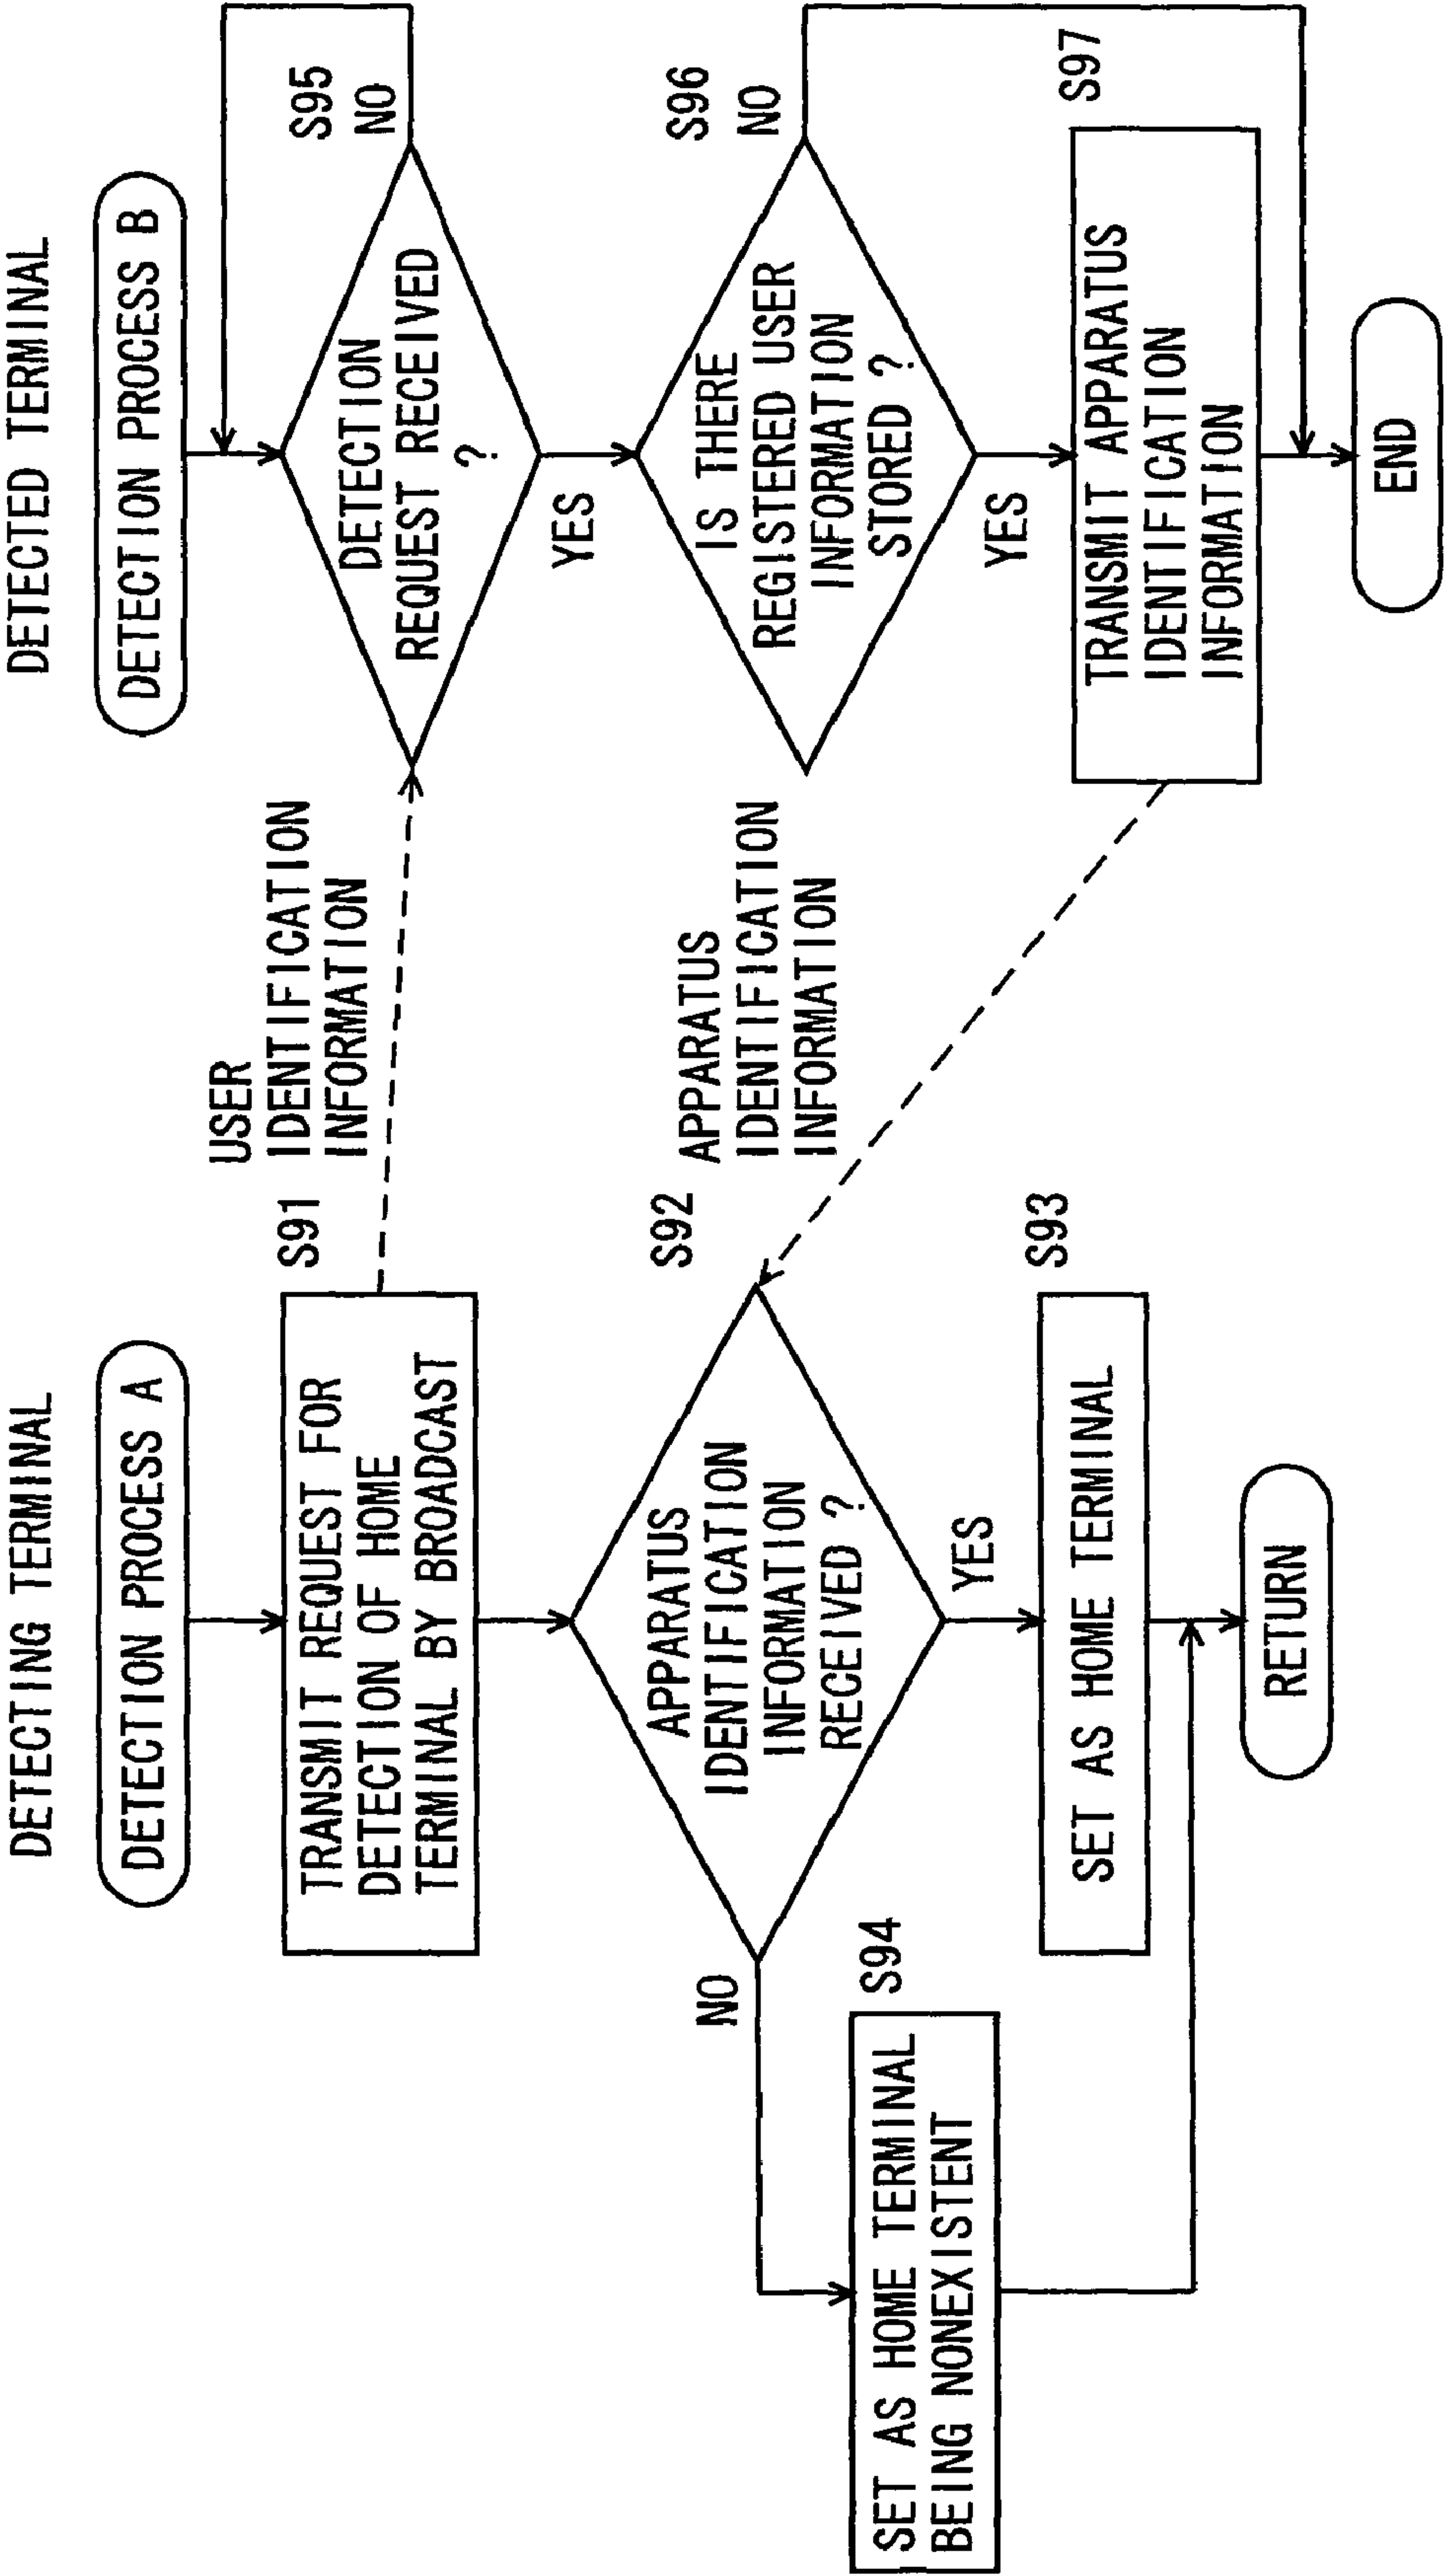 DETECTING TERMINAL
DETECTION PROCESS A
S91
TRANSMIT REQUEST FOR
DETECTION OF HOME
TERMINAL BY BROADCAST
USER
IDENTIFICATION
INFORMATION
S92
APPARATUS
IDENTIFICATION
INFORMATION
RECEIVED ?
NO
YES
S94
SET AS HOME TERMINAL
BEING NONEXISTENT
S93
SET AS HOME TERMINAL
RETURN
APPARATUS
IDENTIFICATION
INFORMATION
DETECTED TERMINAL
DETECTION PROCESS B
S95
NO
DETECTION
REQUEST RECEIVED
?
YES
S96
NO
IS THERE
REGISTERED USER
INFORMATION
STORED ?
YES
S97
TRANSMIT APPARATUS
IDENTIFICATION
INFORMATION
END